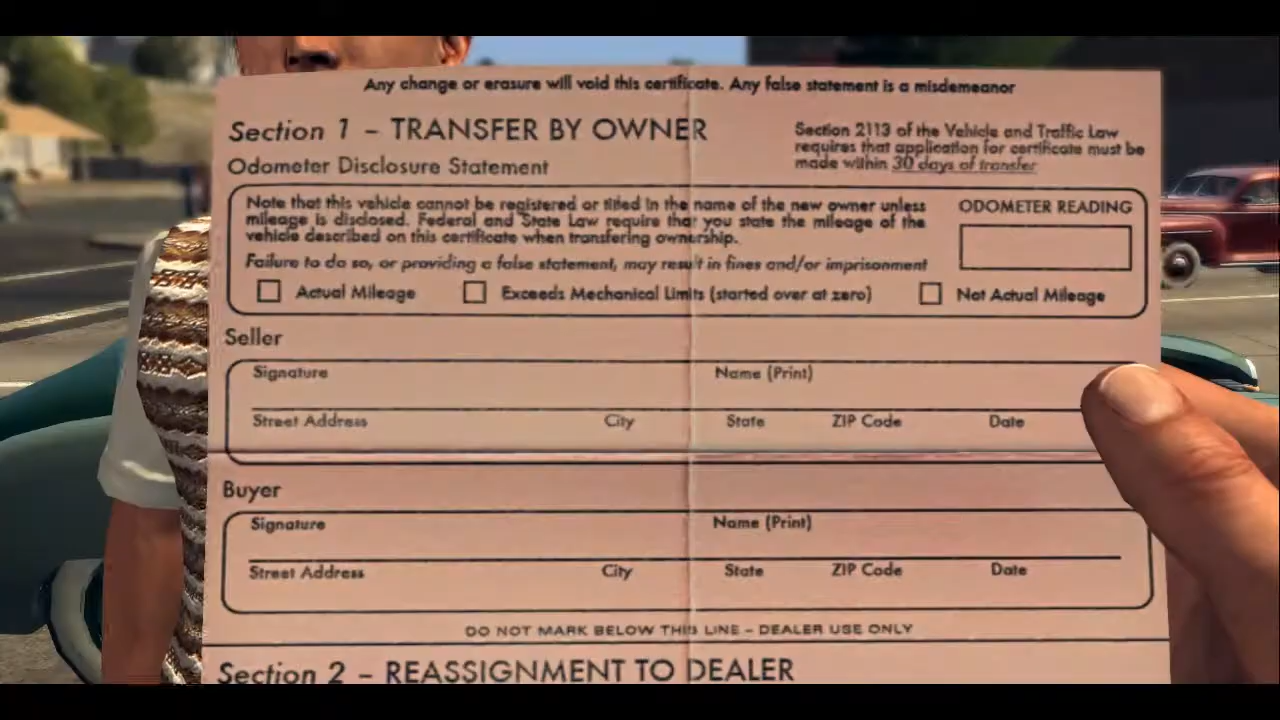 Any change or erasure will void this certificate. Any false statement is a misdemeanor
Section 1 – TRANSFER BY OWNER
Section 2113 of the Vehicle and Traffic Law
requires that application for certificate must be
made within 30 days of transfer
Odometer Disclosure Statement
Note that this vehicle cannot be registered or titled in the name of the new owner unless
mileage is disclosed. Federal and State Law require that you state the mileage of the
vehicle described on this certificate when transfering ownership.
Failure to do so, or providing a false statement, may result in fines and/or imprisonment
ODOMETER READING
Actual Mileage Exceeds Mechanical Limits (started over at zero) Not Actual Mileage
Seller
Signature Name (Print)
Street Address City State ZIP Code Date
Buyer
Signature Name (Print)
Street Address City State ZIP Code Date
DO NOT MARK BELOW THIS LINE – DEALER USE ONLY
Section 2 – REASSIGNMENT TO DEALER